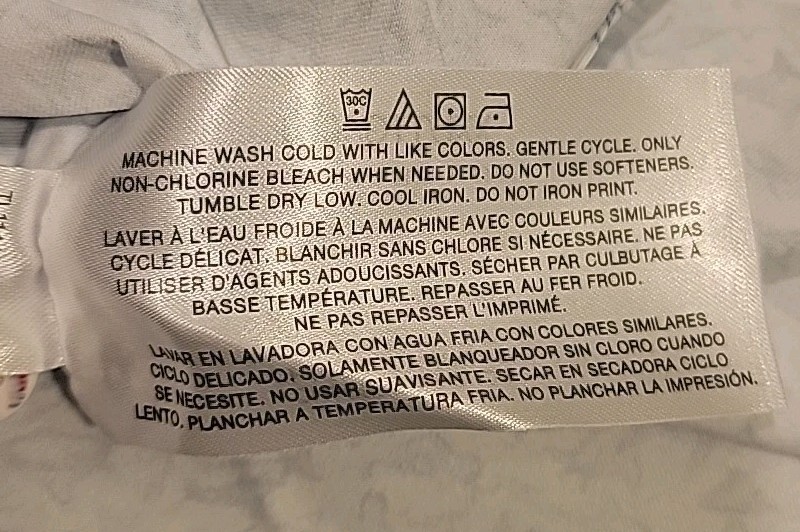 30C
MACHINE WASH COLD WITH LIKE COLORS. GENTLE CYCLE. ONLY
NON-CHLORINE BLEACH WHEN NEEDED. DO NOT USE SOFTENERS.
TUMBLE DRY LOW. COOL IRON. DO NOT IRON PRINT.
LAVER À L'EAU FROIDE À LA MACHINE AVEC COULEURS SIMILAIRES.
CYCLE DÉLICAT. BLANCHIR SANS CHLORE SI NÉCESSAIRE. NE PAS
UTILISER D'AGENTS ADOUCISSANTS. SÉCHER PAR CULBUTAGE À
BASSE TEMPÉRATURE. REPASSER AU FER FROID.
NE PAS REPASSER L'IMPRIMÉ.
LAVAR EN LAVADORA CON AGUA FRIA CON COLORES SIMILARES.
CICLO DELICADO. SOLAMENTE BLANQUEADOR SIN CLORO CUANDO
SE NECESITE. NO USAR SUAVISANTE. SECAR EN SECADORA CICLO
LENTO. PLANCHAR A TEMPERATURA FRIA. NO PLANCHAR LA IMPRESIÓN.